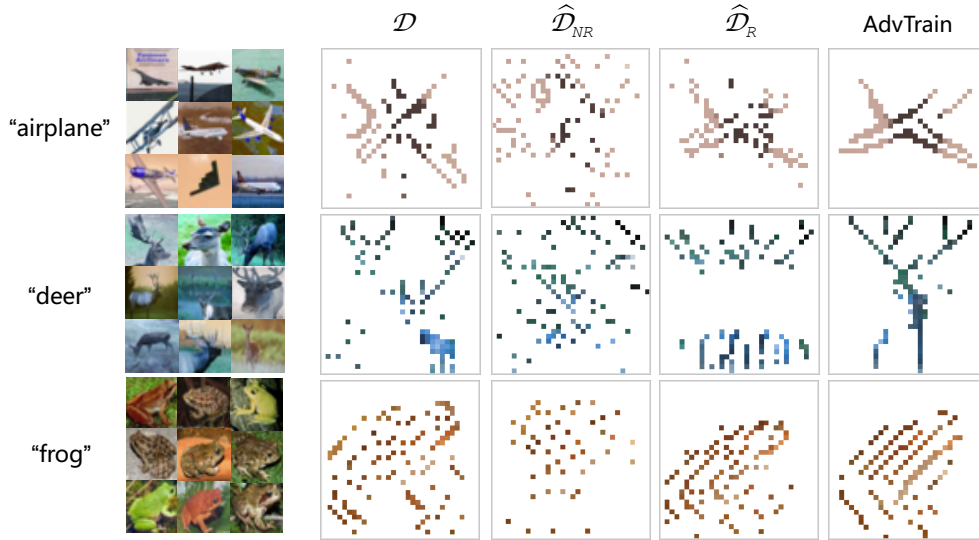 𝒟 𝒟̂_NR 𝒟̂_R AdvTrain
“airplane”
“deer”
“frog”